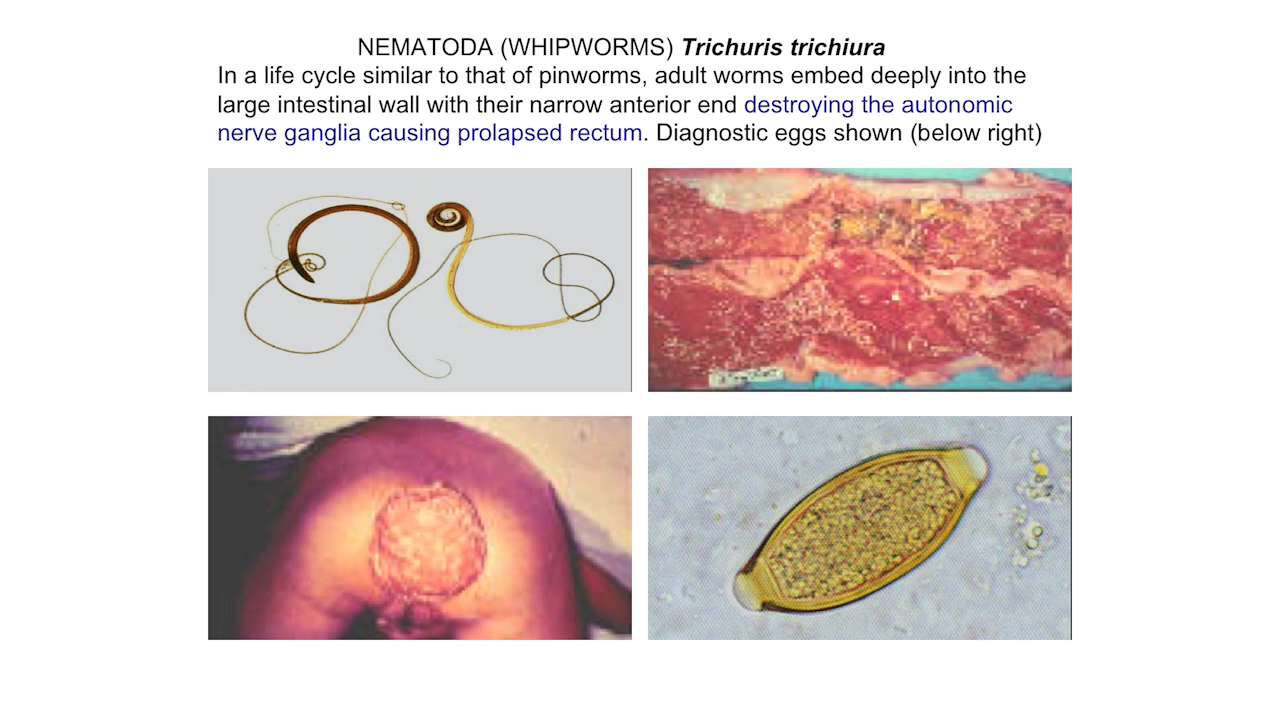 NEMATODA (WHIPWORMS) Trichuris trichiura
In a life cycle similar to that of pinworms, adult worms embed deeply into the
large intestinal wall with their narrow anterior end destroying the autonomic
nerve ganglia causing prolapsed rectum. Diagnostic eggs shown (below right)